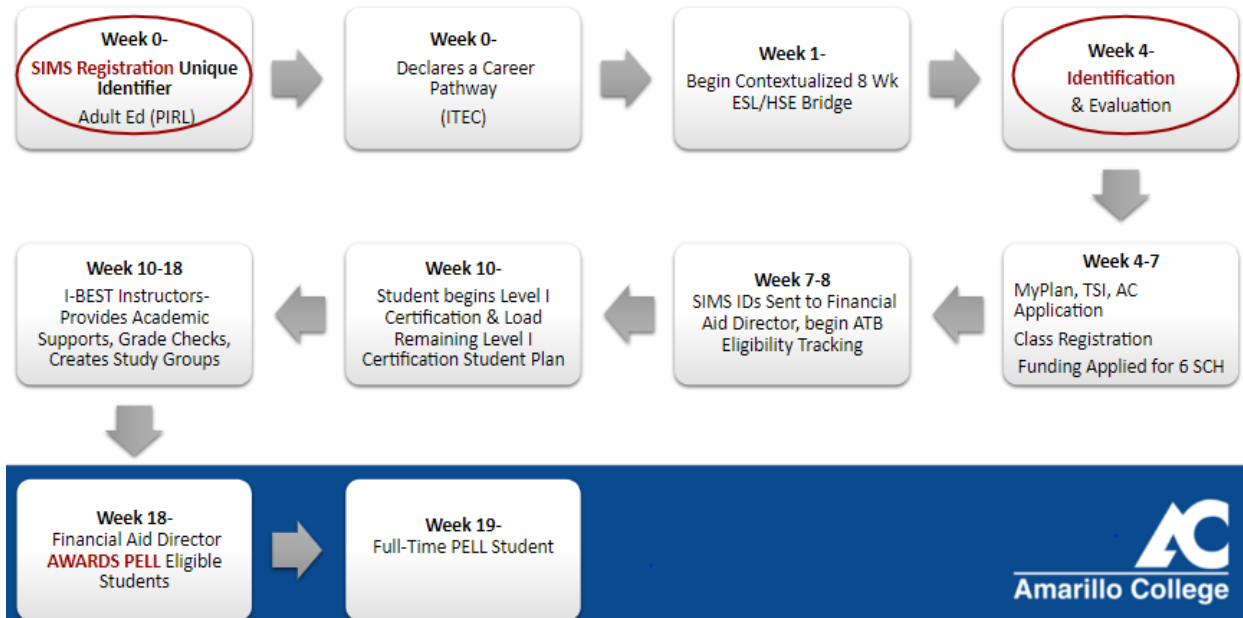 Week 0-
SIMS Registration Unique
Identifier
Adult Ed (PIRL)
Week 0-
Declares a Career
Pathway
(ITEC)
Week 1-
Begin Contextualized 8 Wk
ESL/HSE Bridge
Week 4-
Identification
& Evaluation
Week 4-7
MyPlan, TSI, AC
Application
Class Registration
Funding Applied for 6 SCH
Week 7-8
SIMS IDs Sent to Financial
Aid Director, begin ATB
Eligibility Tracking
Week 10-
Student begins Level I
Certification & Load
Remaining Level I
Certification Student Plan
Week 10-18
I-BEST Instructors-
Provides Academic
Supports, Grade Checks,
Creates Study Groups
Week 18-
Financial Aid Director
AWARDS PELL Eligible
Students
Week 19-
Full-Time PELL Student
AC
Amarillo College